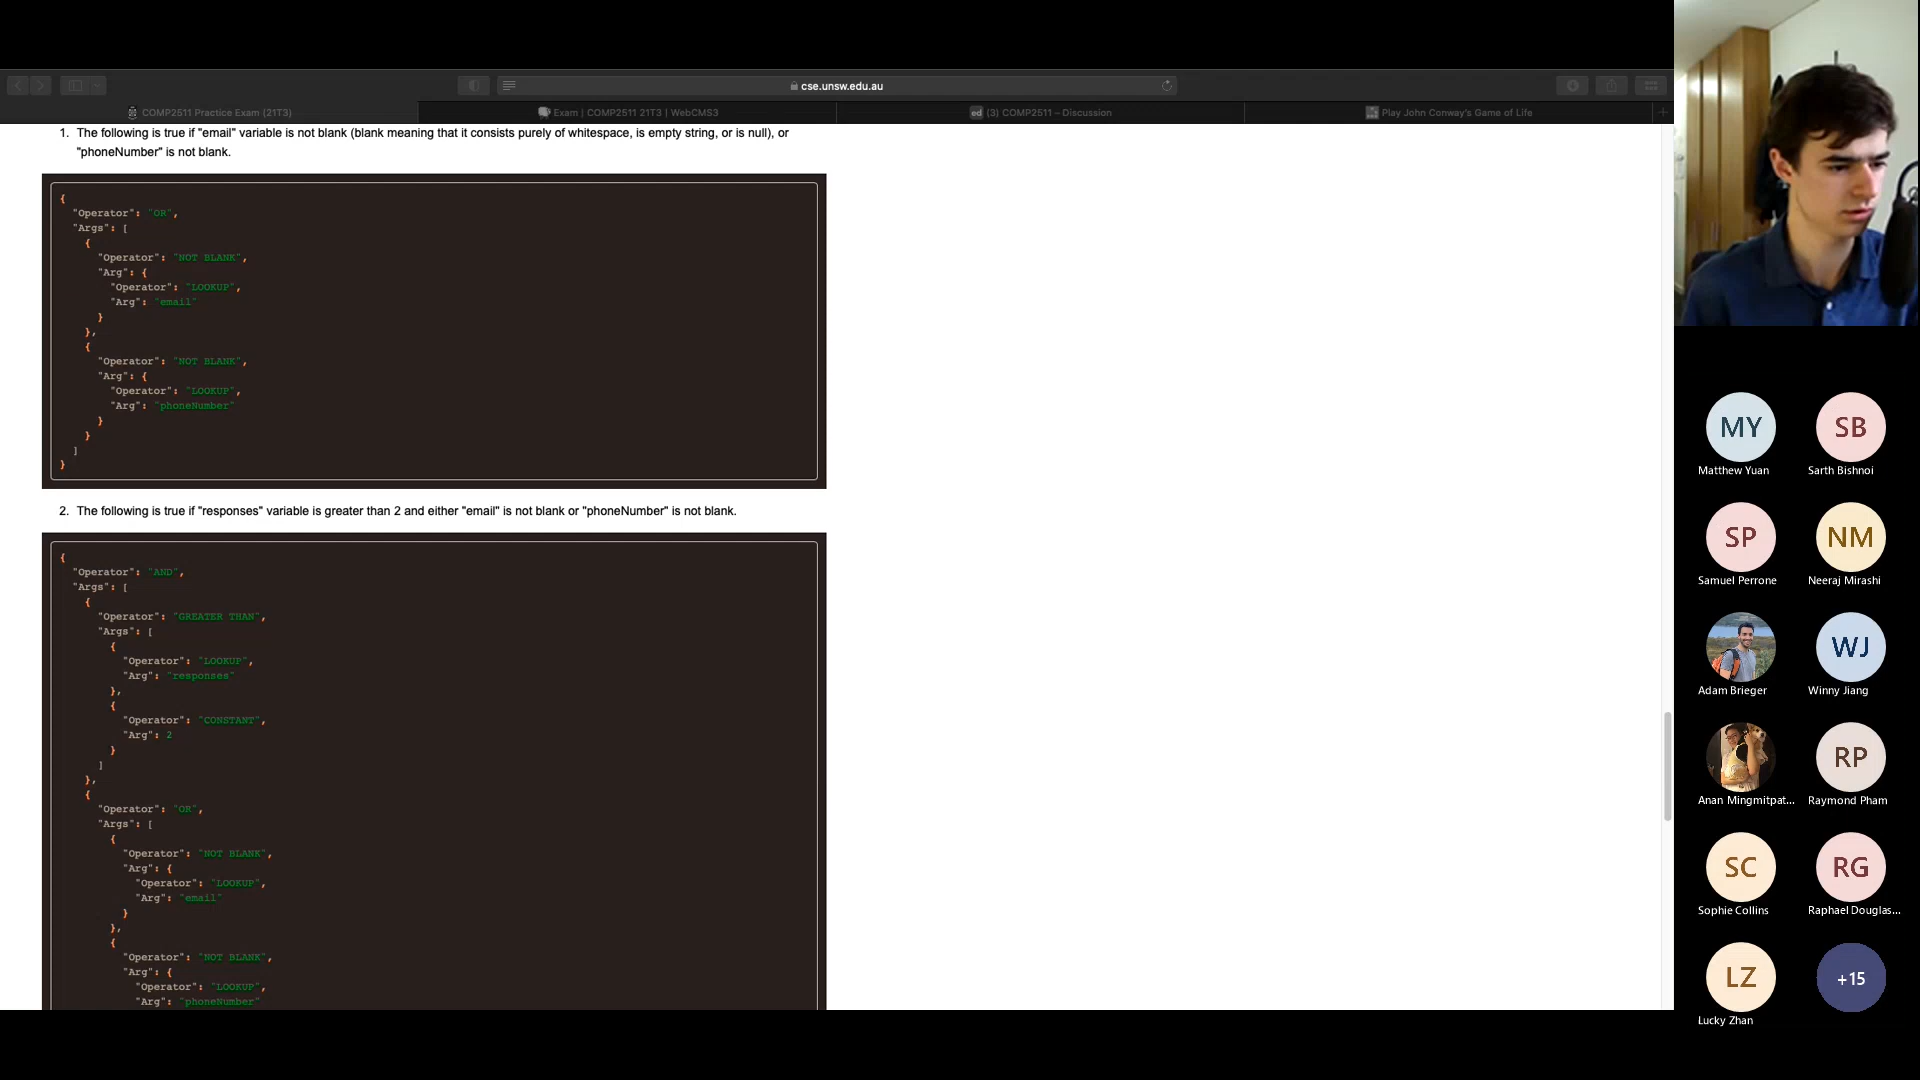 cse.unsw.edu.au
COMP2511 Practice Exam (21T3)
Exam | COMP2511 21T3 | WebCMS3
ed (3) COMP2511 – Discussion
Play John Conway's Game of Life
1. The following is true if "email" variable is not blank (blank meaning that it consists purely of whitespace, is empty string, or is null), or
"phoneNumber" is not blank.
{
"Operator": "OR",
"Args": [
{
"Operator": "NOT BLANK",
"Arg": {
"Operator": "LOOKUP",
"Arg": "email"
}
},
{
"Operator": "NOT BLANK",
"Arg": {
"Operator": "LOOKUP",
"Arg": "phoneNumber"
}
}
]
}
2. The following is true if "responses" variable is greater than 2 and either "email" is not blank or "phoneNumber" is not blank.
{
"Operator": "AND",
"Args": [
{
"Operator": "GREATER THAN",
"Args": [
{
"Operator": "LOOKUP",
"Arg": "responses"
},
{
"Operator": "CONSTANT",
"Arg": 2
}
]
},
{
"Operator": "OR",
"Args": [
{
"Operator": "NOT BLANK",
"Arg": {
"Operator": "LOOKUP",
"Arg": "email"
}
},
{
"Operator": "NOT BLANK",
"Arg": {
"Operator": "LOOKUP",
"Arg": "phoneNumber"
MY
Matthew Yuan
SB
Sarth Bishnoi
SP
Samuel Perrone
NM
Neeraj Mirashi
Adam Brieger
WJ
Winny Jiang
Anan Mingmitpat...
RP
Raymond Pham
SC
Sophie Collins
RG
Raphael Douglas...
LZ
Lucky Zhan
+15